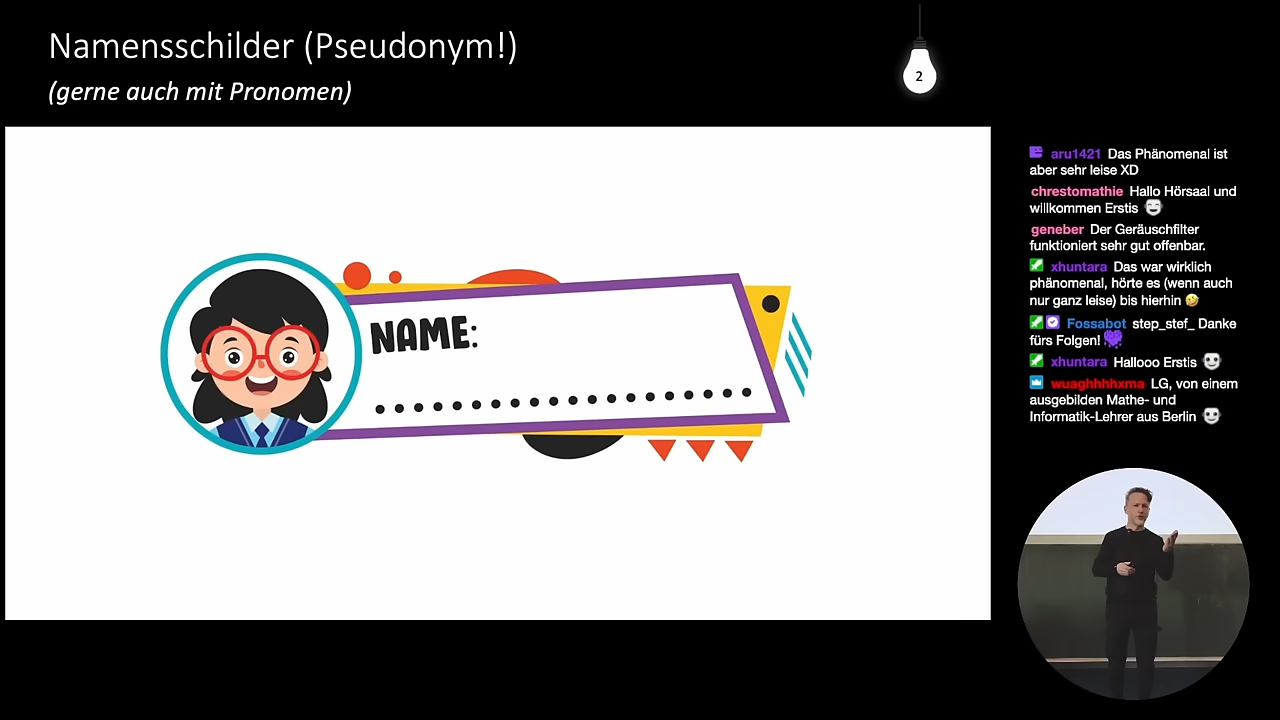 Namensschilder (Pseudonym!)
(gerne auch mit Pronomen)
2
NAME:
aru1421 Das Phänomenal ist
aber sehr leise XD
chrestomathie Hallo Hörsaal und
willkommen Erstis
geneber Der Geräuschfilter
funktioniert sehr gut offenbar.
xhuntara Das war wirklich
phänomenal, hörte es (wenn auch
nur ganz leise) bis hierhin 🤣
Fossabot step_stef_ Danke
fürs Folgen! 💜
xhuntara Hallooo Erstis
wuaghhhhxma LG, von einem
ausgebilden Mathe- und
Informatik-Lehrer aus Berlin